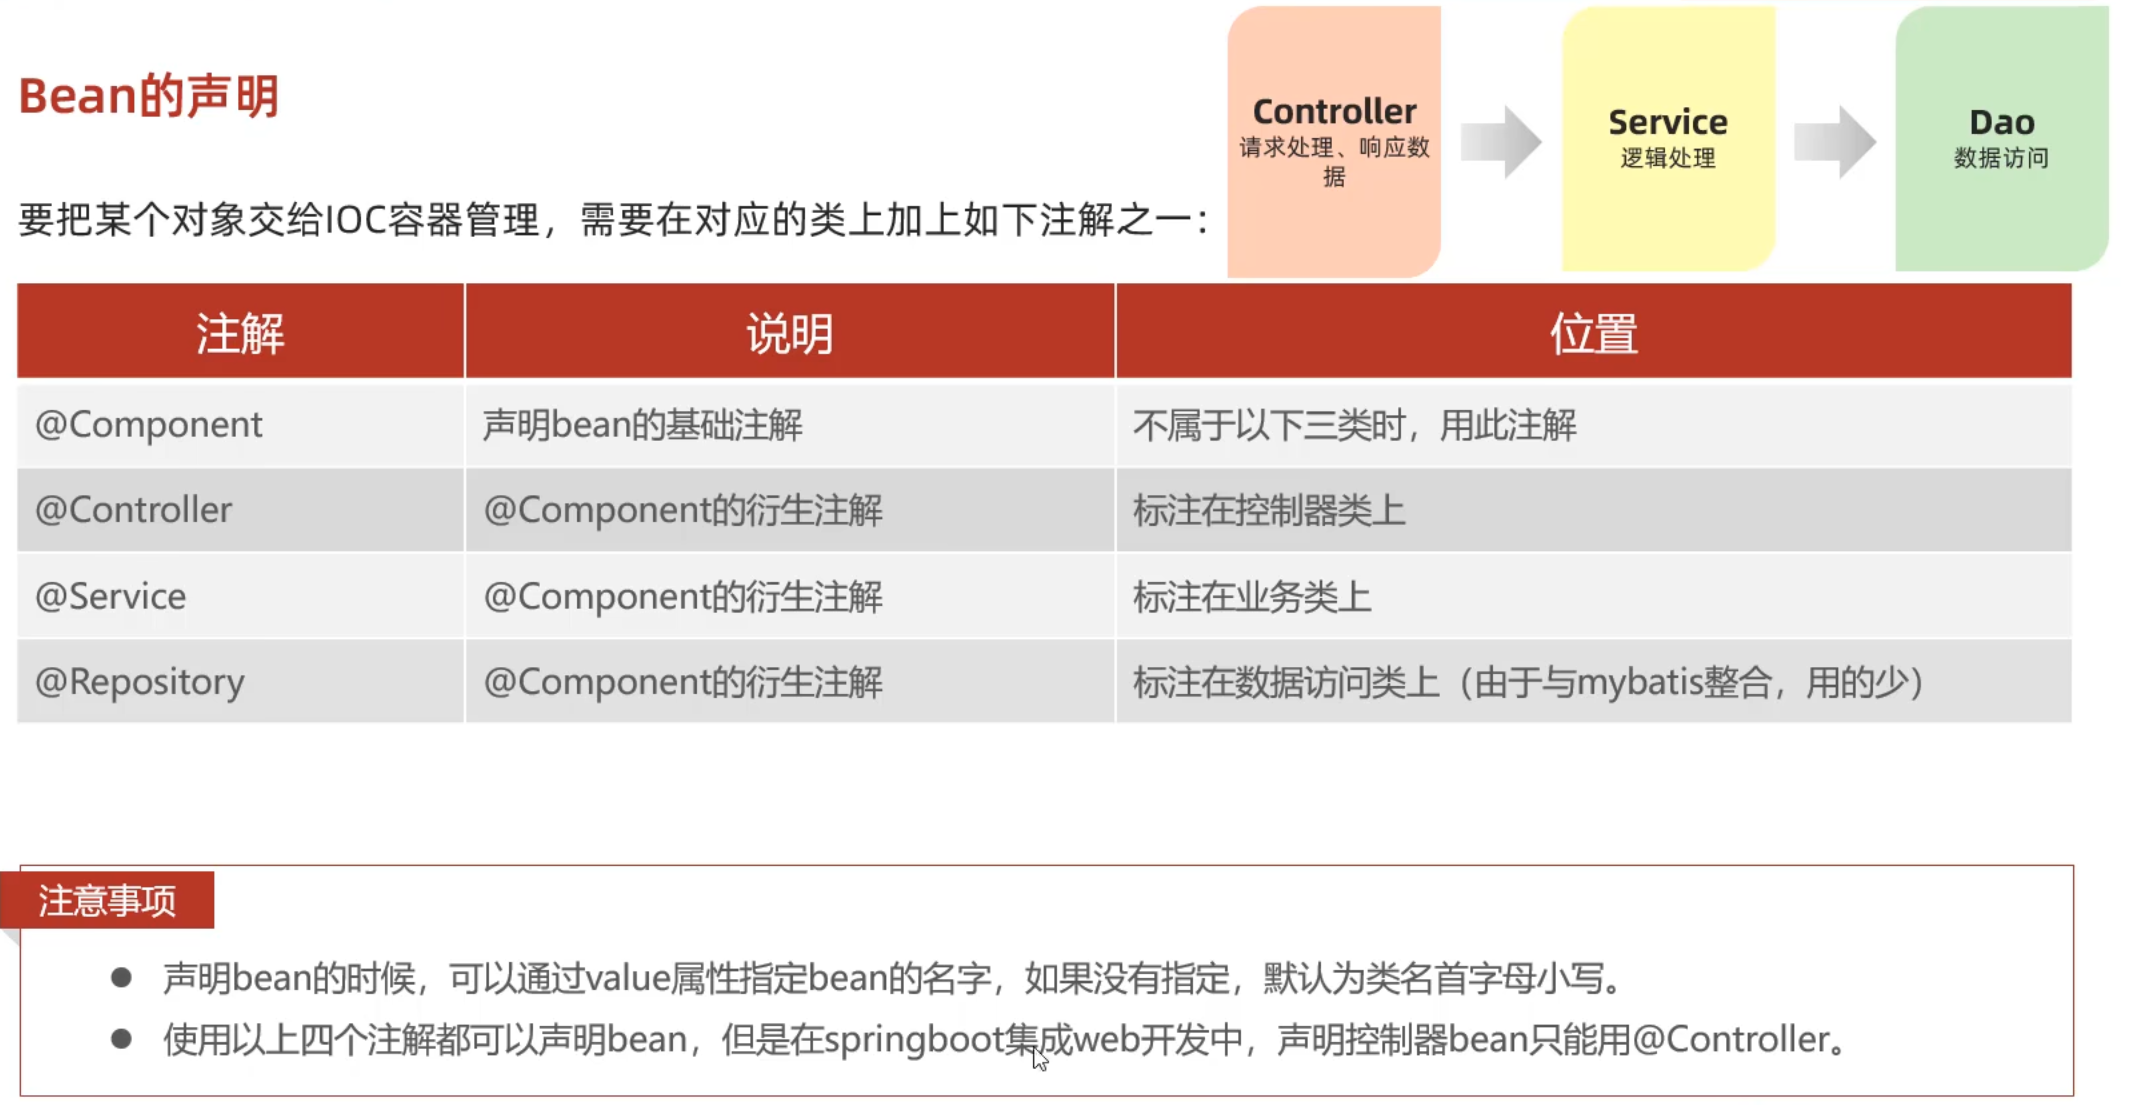 Bean的声明
Controller
请求处理、响应数
据
Service
逻辑处理
Dao
数据访问
要把某个对象交给IOC容器管理，需要在对应的类上加上如下注解之一：
注解 说明 位置
@Component 声明bean的基础注解 不属于以下三类时，用此注解
@Controller @Component的衍生注解 标注在控制器类上
@Service @Component的衍生注解 标注在业务类上
@Repository @Component的衍生注解 标注在数据访问类上（由于与mybatis整合，用的少）
注意事项
● 声明bean的时候，可以通过value属性指定bean的名字，如果没有指定，默认为类名首字母小写。
● 使用以上四个注解都可以声明bean，但是在springboot集成web开发中，声明控制器bean只能用@Controller。